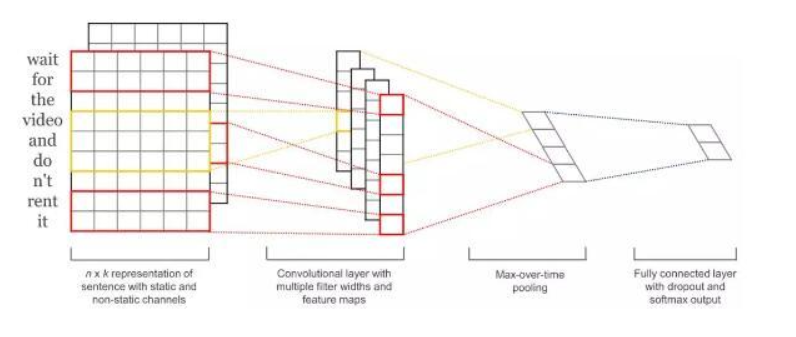 wait
for
the
video
and
do
n't
rent
it
n x k representation of
sentence with static and
non-static channels
Convolutional layer with
multiple filter widths and
feature maps
Max-over-time
pooling
Fully connected layer
with dropout and
softmax output